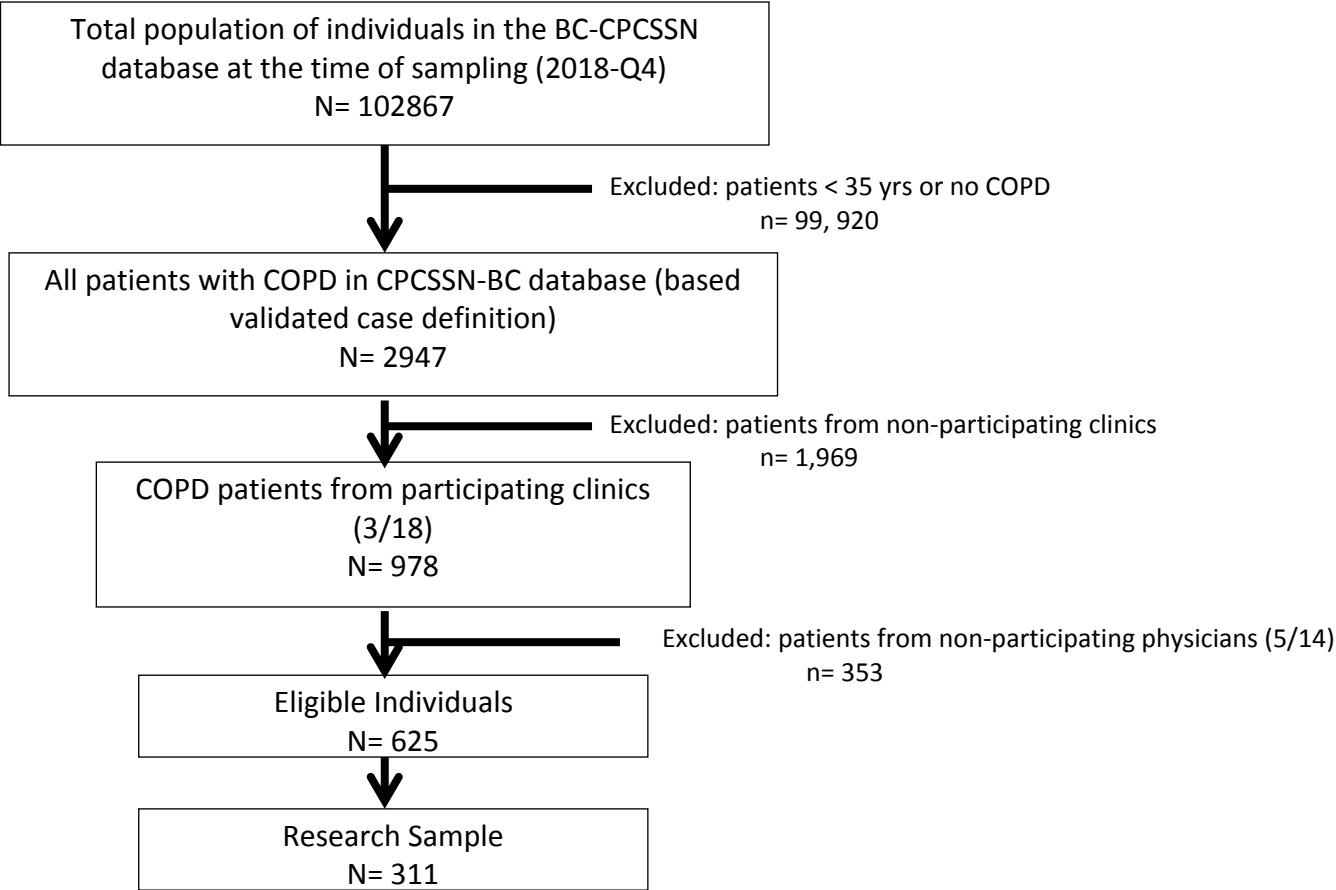 Total population of individuals in the BC-CPCSSN
database at the time of sampling (2018-Q4)
N= 102867
Excluded: patients < 35 yrs or no COPD
n= 99, 920
All patients with COPD in CPCSSN-BC database (based
validated case definition)
N= 2947
Excluded: patients from non-participating clinics
n= 1,969
COPD patients from participating clinics
(3/18)
N= 978
Excluded: patients from non-participating physicians (5/14)
n= 353
Eligible Individuals
N= 625
Research Sample
N= 311